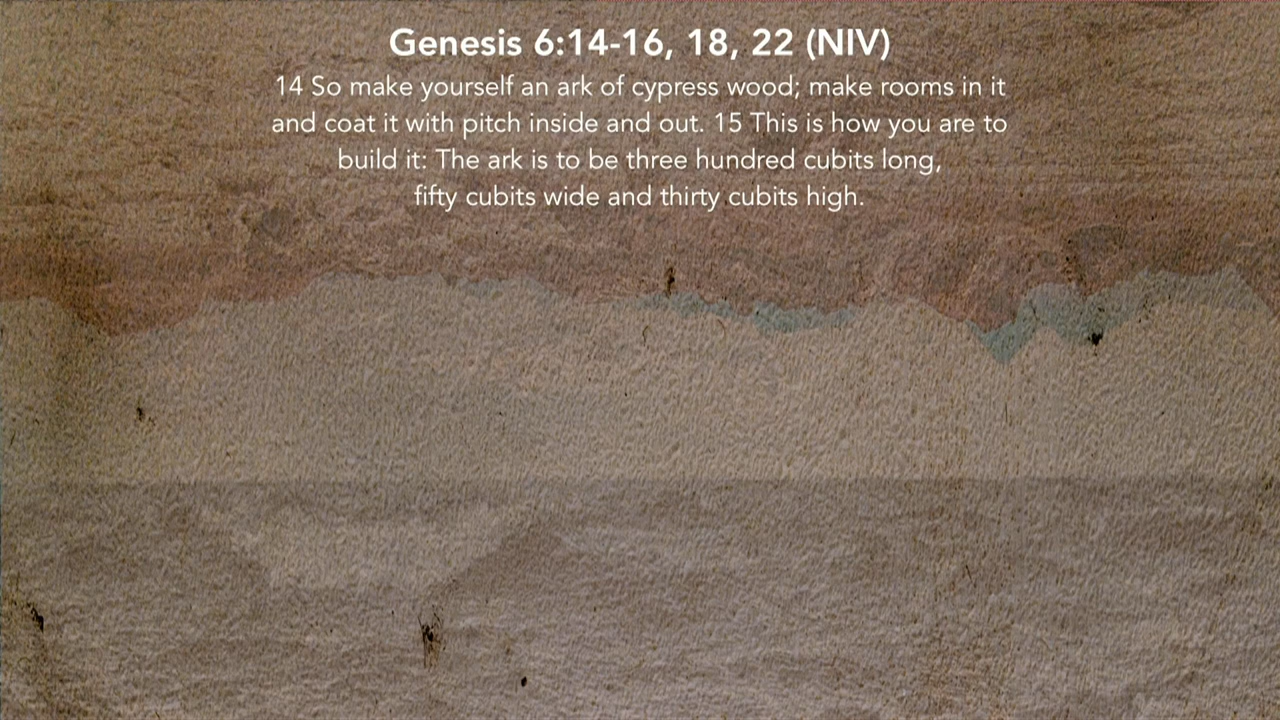 Genesis 6:14-16, 18, 22 (NIV)
14 So make yourself an ark of cypress wood; make rooms in it
and coat it with pitch inside and out. 15 This is how you are to
build it: The ark is to be three hundred cubits long,
fifty cubits wide and thirty cubits high.